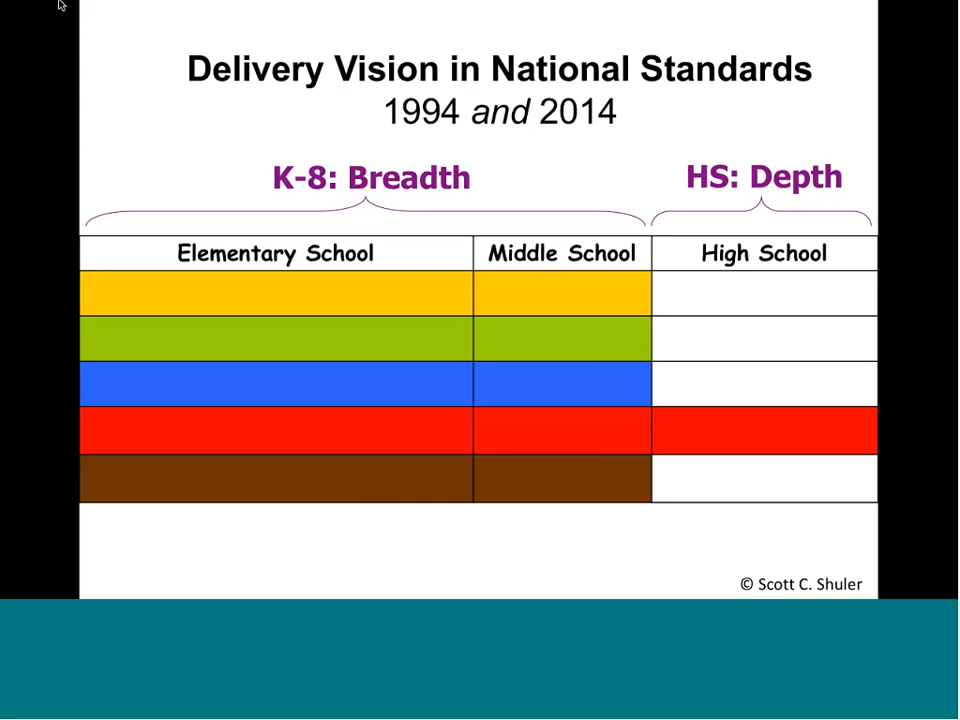 Delivery Vision in National Standards
1994 and 2014
K-8: Breadth
HS: Depth
Elementary School
Middle School
High School
© Scott C. Shuler